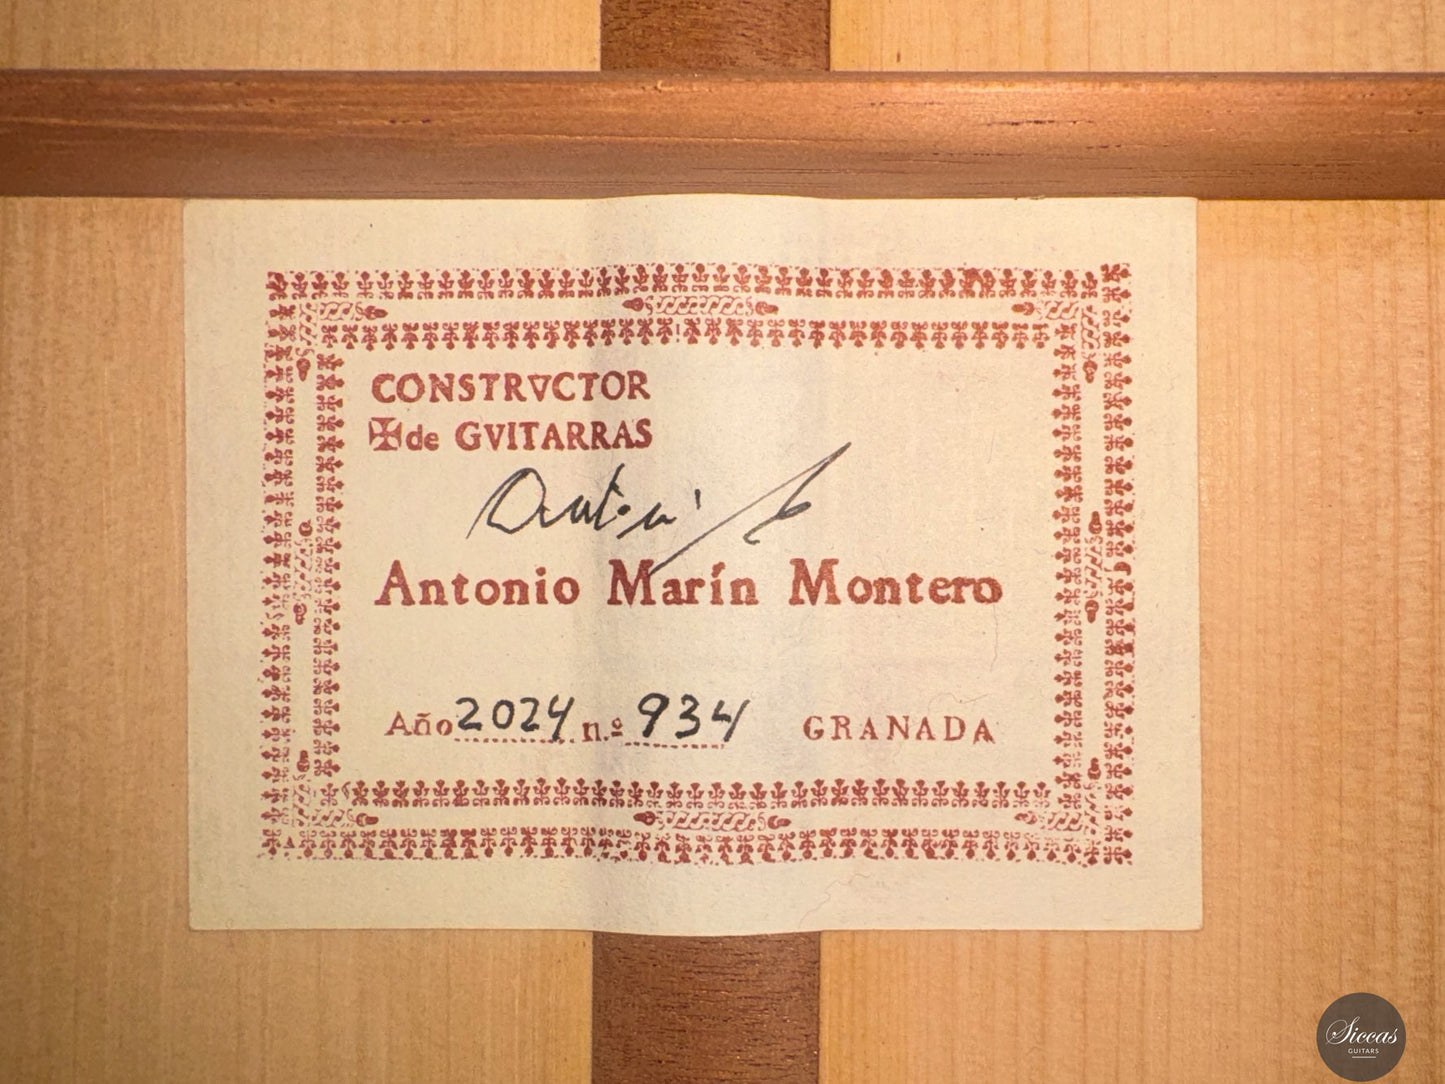 CONSTRVCTOR
✠de GVITARRAS
Antonio Marín Montero
Año 2024 n.º 934 GRANADA
Siccas
GUITARS